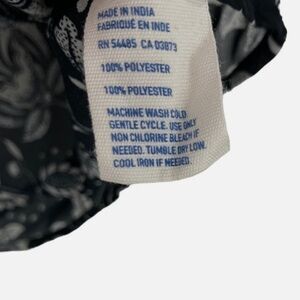 MADE IN INDIA
FABRIQUÉ EN INDE
RN 54485 CA 03873
100% POLYESTER
100% POLYESTER
MACHINE WASH COLD
GENTLE CYCLE. USE ONLY
NON CHLORINE BLEACH IF
NEEDED. TUMBLE DRY LOW.
COOL IRON IF NEEDED.